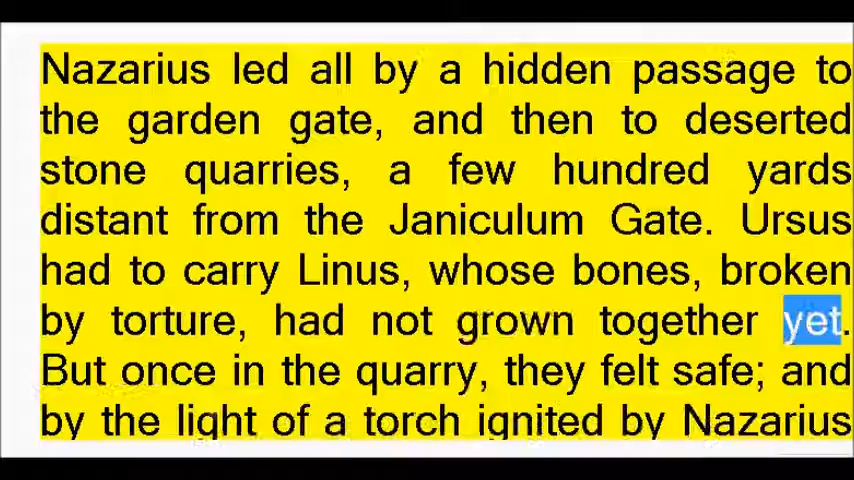 Nazarius led all by a hidden passage to
the garden gate, and then to deserted
stone quarries, a few hundred yards
distant from the Janiculum Gate. Ursus
had to carry Linus, whose bones, broken
by torture, had not grown together yet.
But once in the quarry, they felt safe; and
by the light of a torch ignited by Nazarius